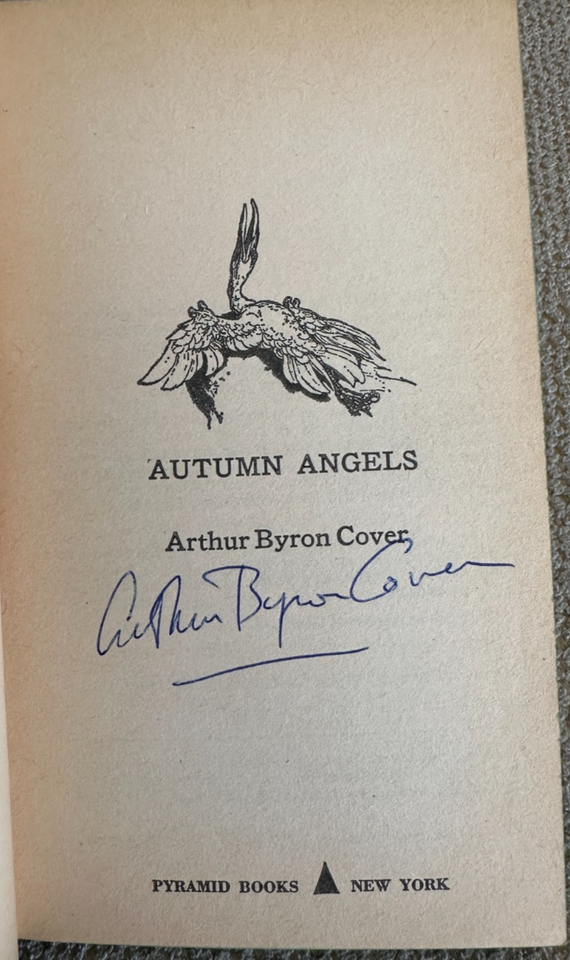 AUTUMN ANGELS
Arthur Byron Cover
Arthur Byron Cover
PYRAMID BOOKS NEW YORK